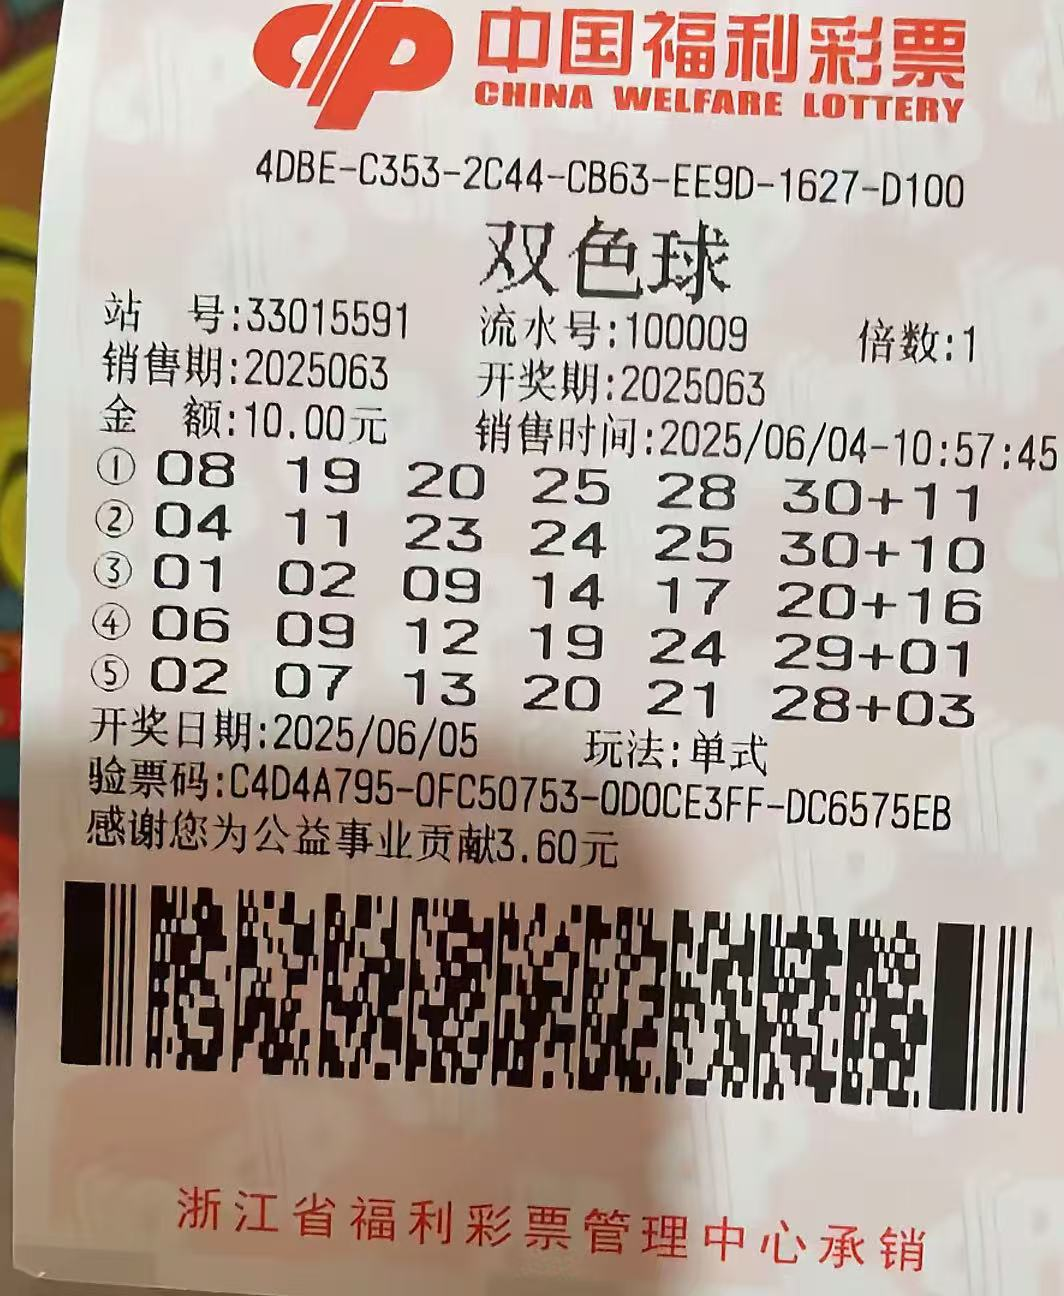 中国福利彩票
CHINA WELFARE LOTTERY
4DBE-C353-2C44-CB63-EE9D-1627-D100
双色球
站 号:33015591 流水号:100009 倍数:1
销售期:2025063 开奖期:2025063
金 额:10.00元 销售时间:2025/06/04-10:57:45
① 08 19 20 25 28 30+11
② 04 11 23 24 25 30+10
③ 01 02 09 14 17 20+16
④ 06 09 12 19 24 29+01
⑤ 02 07 13 20 21 28+03
开奖日期:2025/06/05 玩法:单式
验票码:C4D4A795-0FC50753-0D0CE3FF-DC6575EB
感谢您为公益事业贡献3.60元
浙江省福利彩票管理中心承销